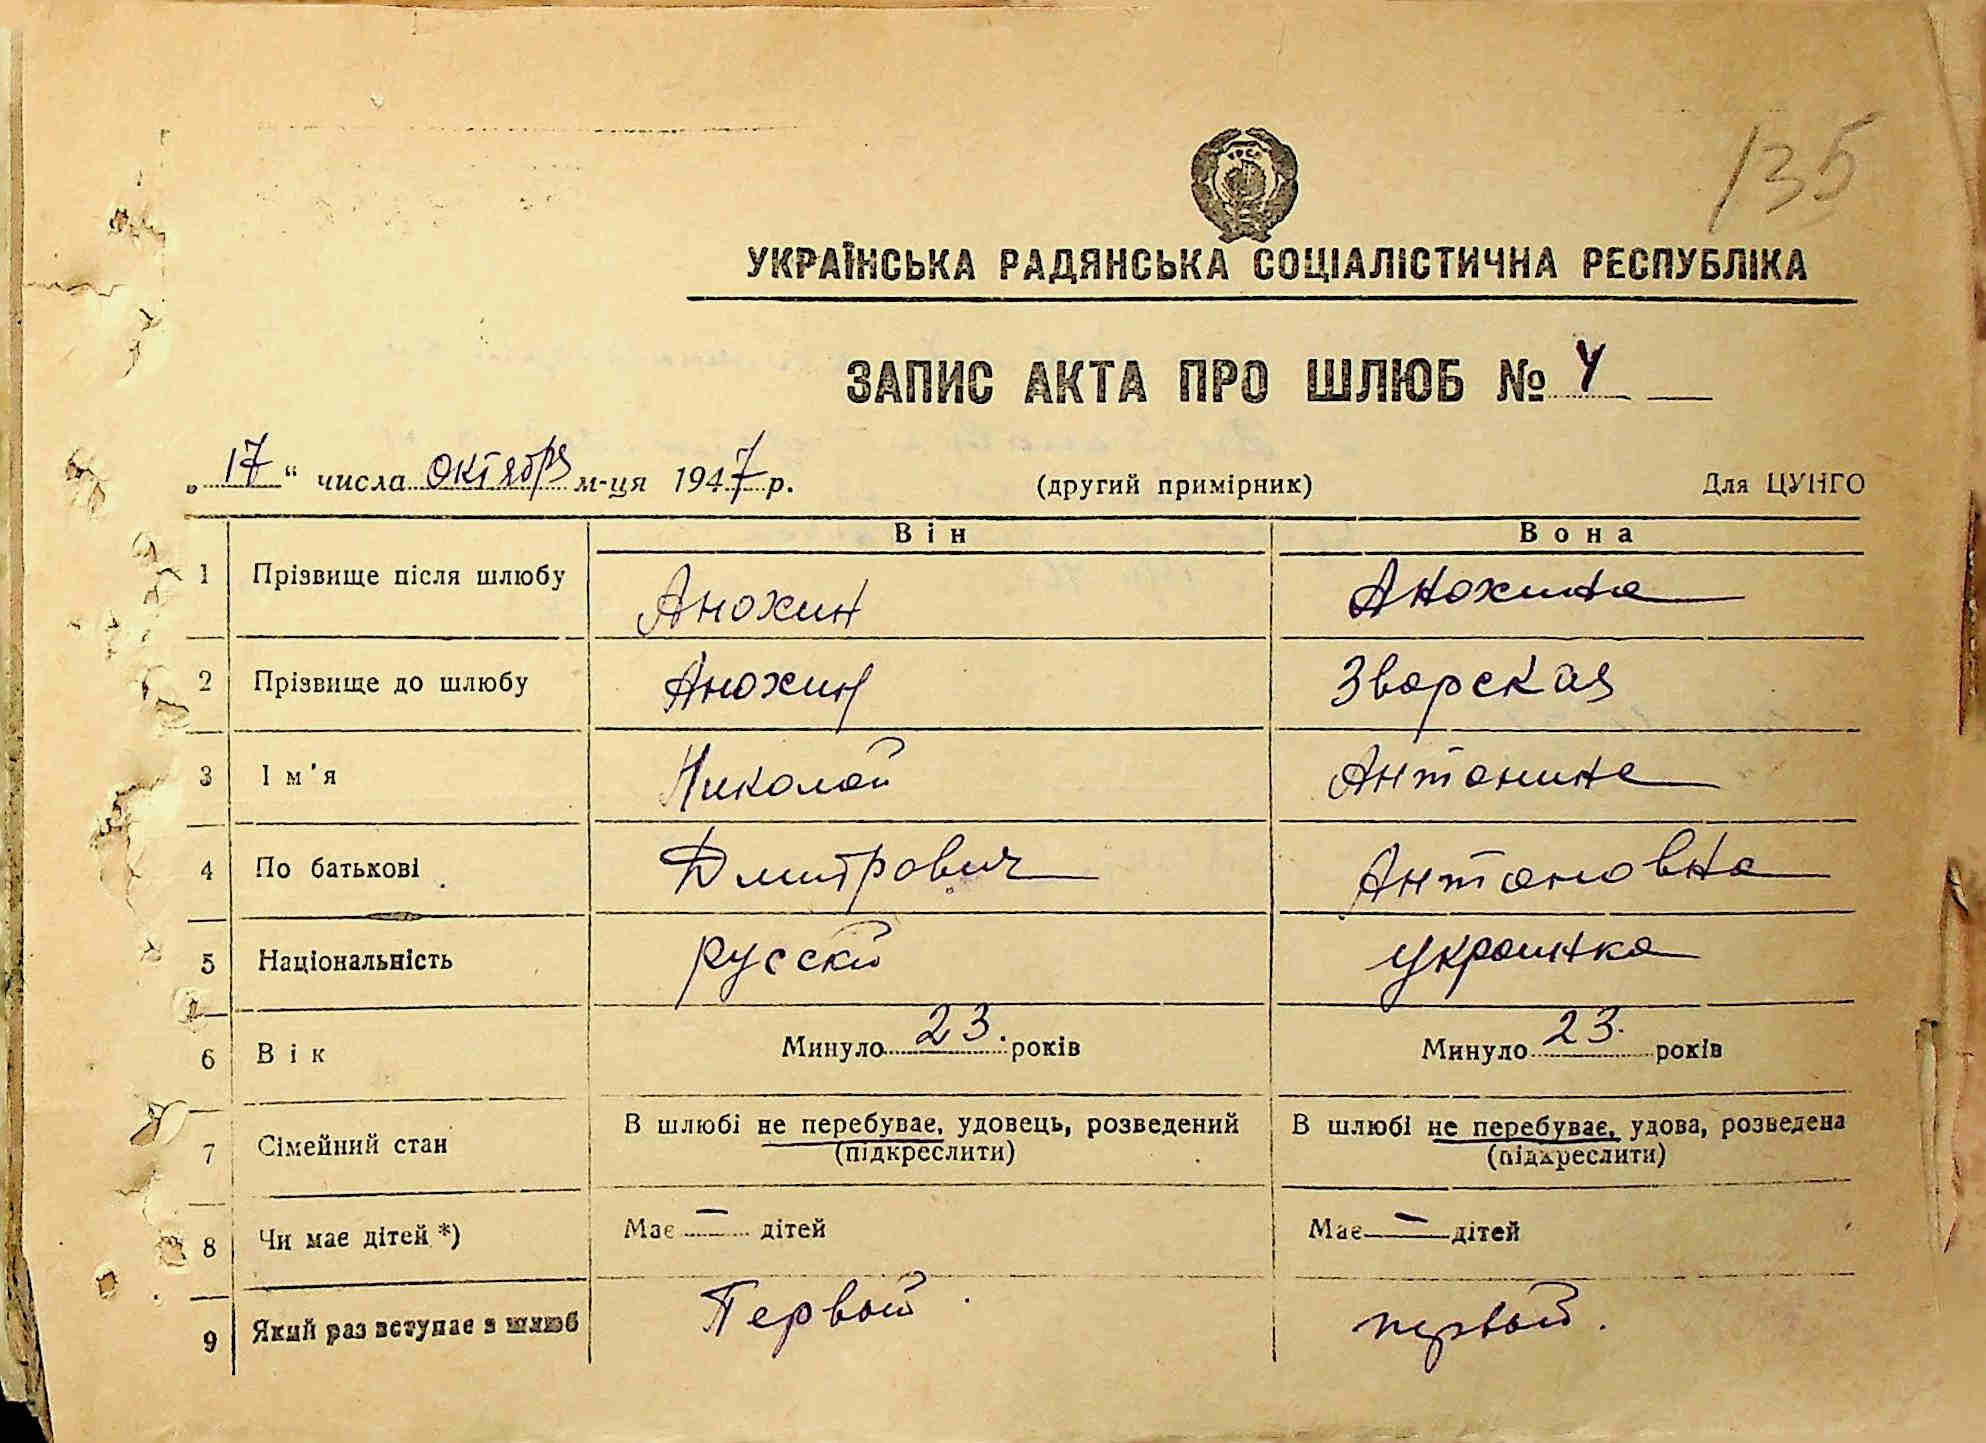 135
УКРАЇНСЬКА РАДЯНСЬКА СОЦІАЛІСТИЧНА РЕСПУБЛІКА
ЗАПИС АКТА ПРО ШЛЮБ № 4
„17“ числа Октября м-ця 1947 р. (другий примірник) Для ЦУНГО
Він Вона
1 Прізвище після шлюбу Анохин Анохина
2 Прізвище до шлюбу Анохин Зварская
3 Ім'я Николай Антонина
4 По батькові Дмитрович Антоновна
5 Національність русский украинка
6 Вік Минуло 23. років Минуло 23. років
7 Сімейний стан В шлюбі не перебуває, удовець, розведений В шлюбі не перебуває, удова, розведена
(підкреслити) (підкреслити)
8 Чи має дітей *) Має — дітей Має — дітей
9 Який раз вступає в шлюб Первый первый.